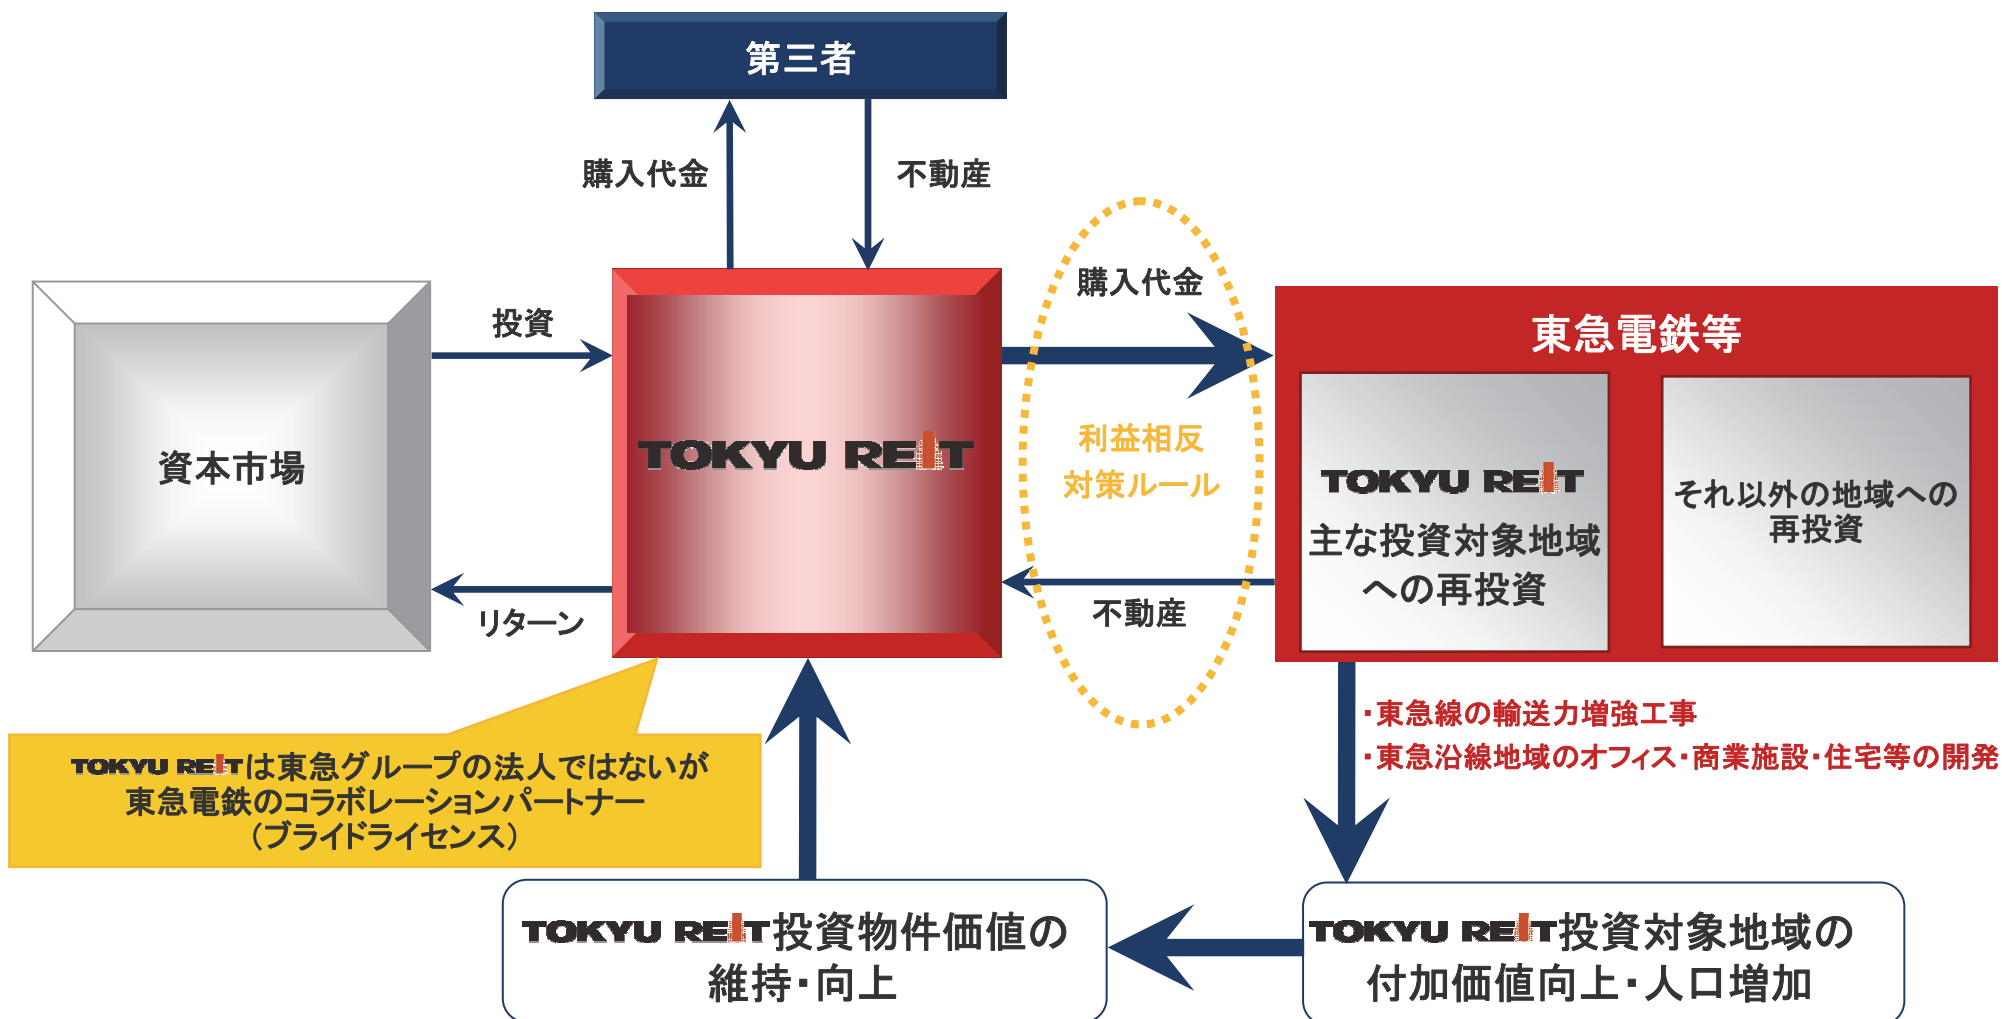 第三者
購入代金
不動産
資本市場
投資
リターン
TOKYU REIT
購入代金
利益相反
対策ルール
不動産
東急電鉄等
TOKYU REIT
主な投資対象地域
への再投資
それ以外の地域への
再投資
・東急線の輸送力増強工事
・東急沿線地域のオフィス・商業施設・住宅等の開発
TOKYU REITは東急グループの法人ではないが
東急電鉄のコラボレーションパートナー
（ブライドライセンス）
TOKYU REIT投資物件価値の
維持・向上
TOKYU REIT投資対象地域の
付加価値向上・人口増加